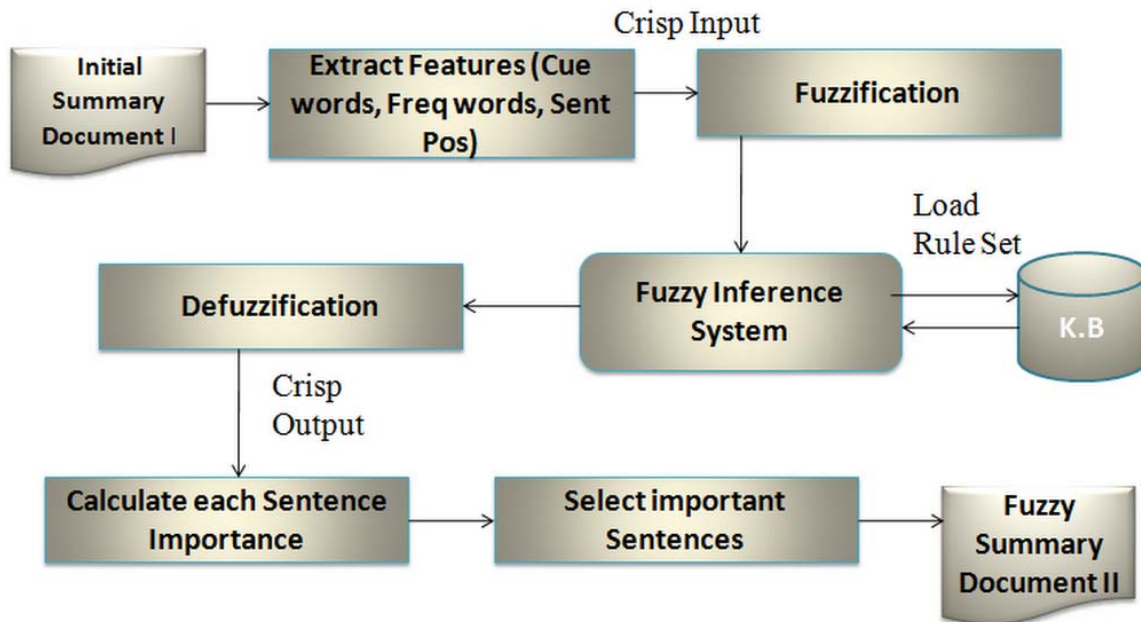 Crisp Input
Initial
Summary
Document I
Extract Features (Cue
words, Freq words, Sent
Pos)
Fuzzification
Load
Rule Set
Defuzzification
Fuzzy Inference
System
K.B
Crisp
Output
Calculate each Sentence
Importance
Select important
Sentences
Fuzzy
Summary
Document II